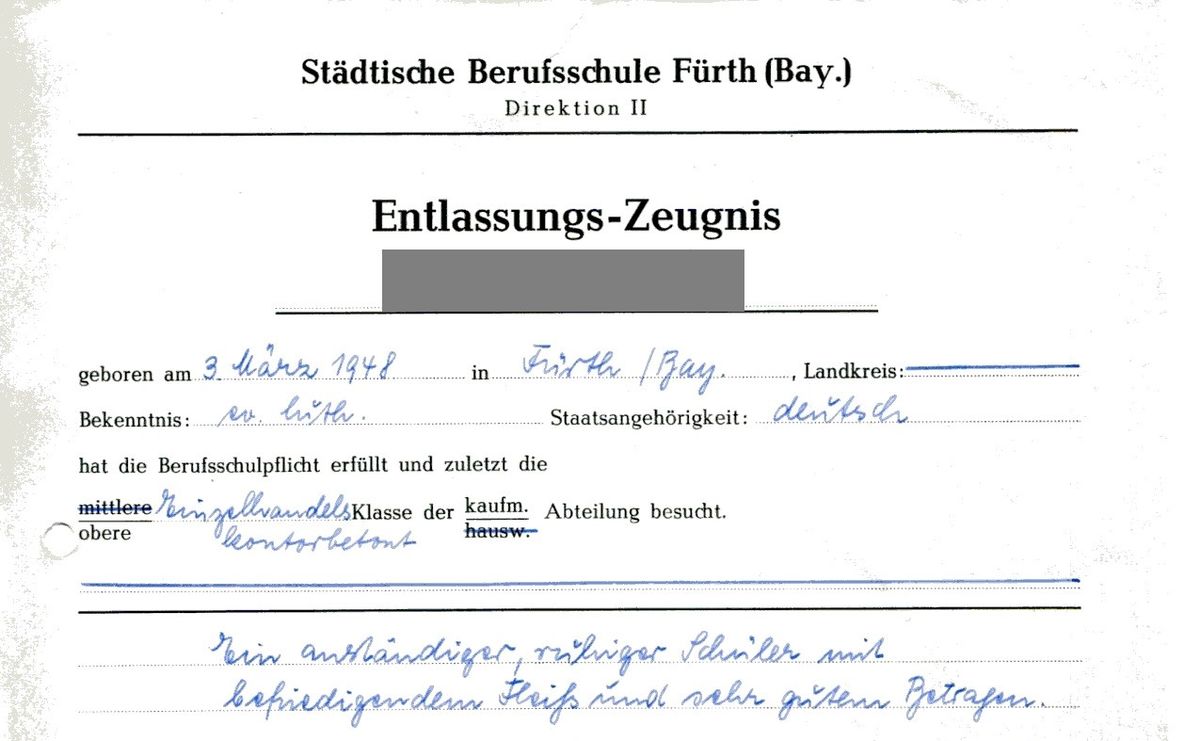 Städtische Berufsschule Fürth (Bay.)
Direktion II
Entlassungs-Zeugnis
geboren am 3. März 1948 in Fürth / Bay. , Landkreis:
Bekenntnis: ev. luth. Staatsangehörigkeit: deutsch
hat die Berufsschulpflicht erfüllt und zuletzt die
mittlere Einzelhandels Klasse der kaufm. Abteilung besucht.
obere kontorbetont hausw.
Ein anständiger, ruhiger Schüler mit
befriedigendem Fleiß und sehr gutem Betragen.